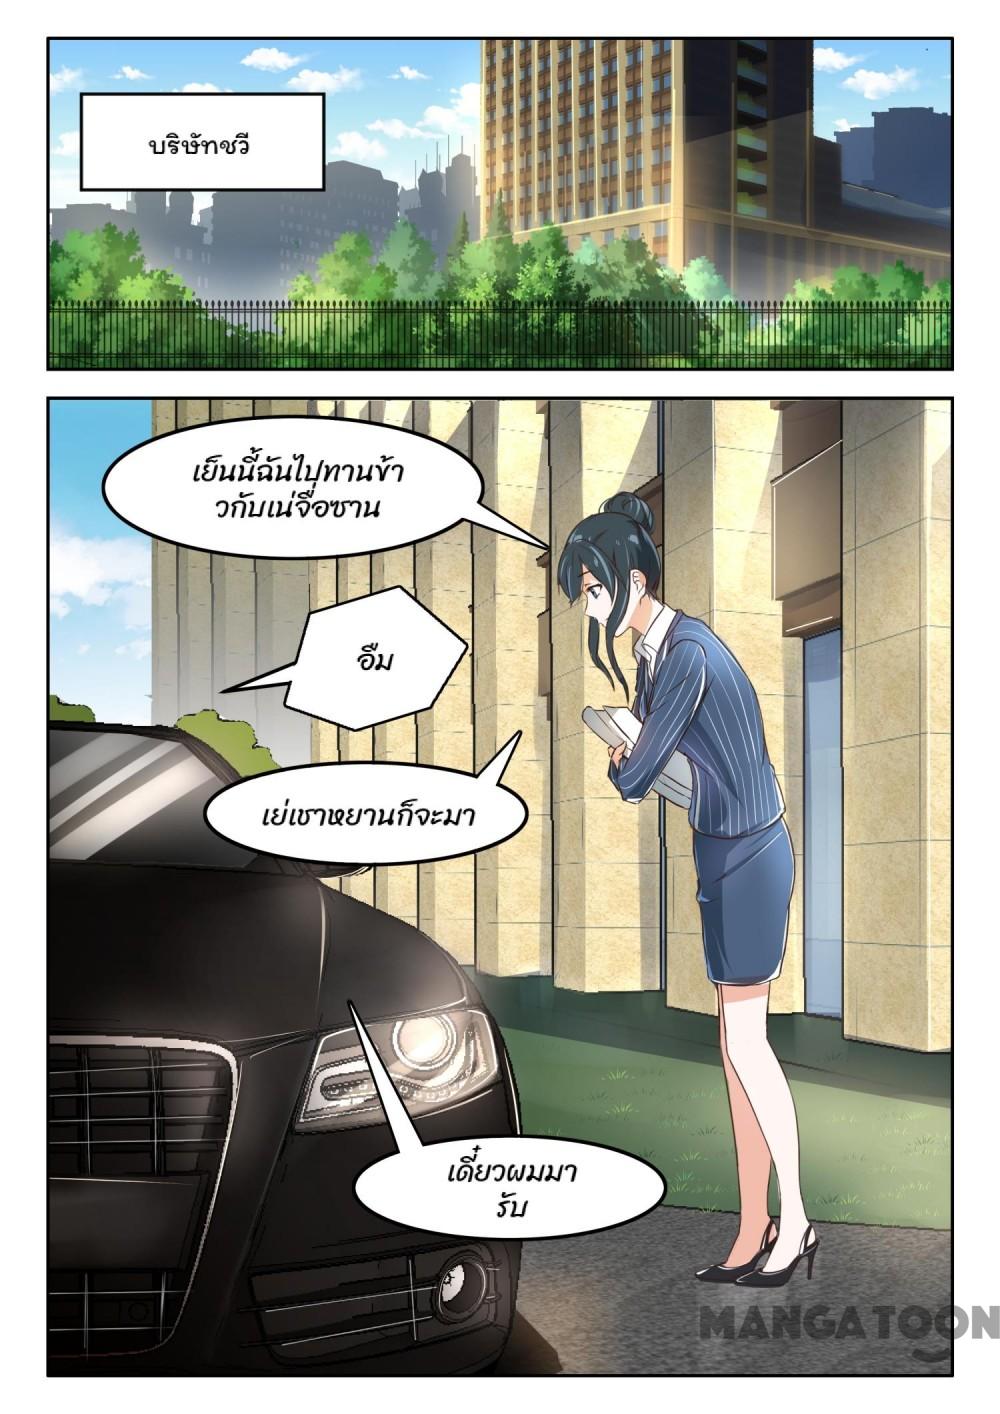 บริษัทชวี
เย็นนี้ฉันไปทานข้า
วกับเน่จื่อซาน
อืม
เย่เชาหยานก็จะมา
เดี๋ยวผมมา
รับ
MANGATOON